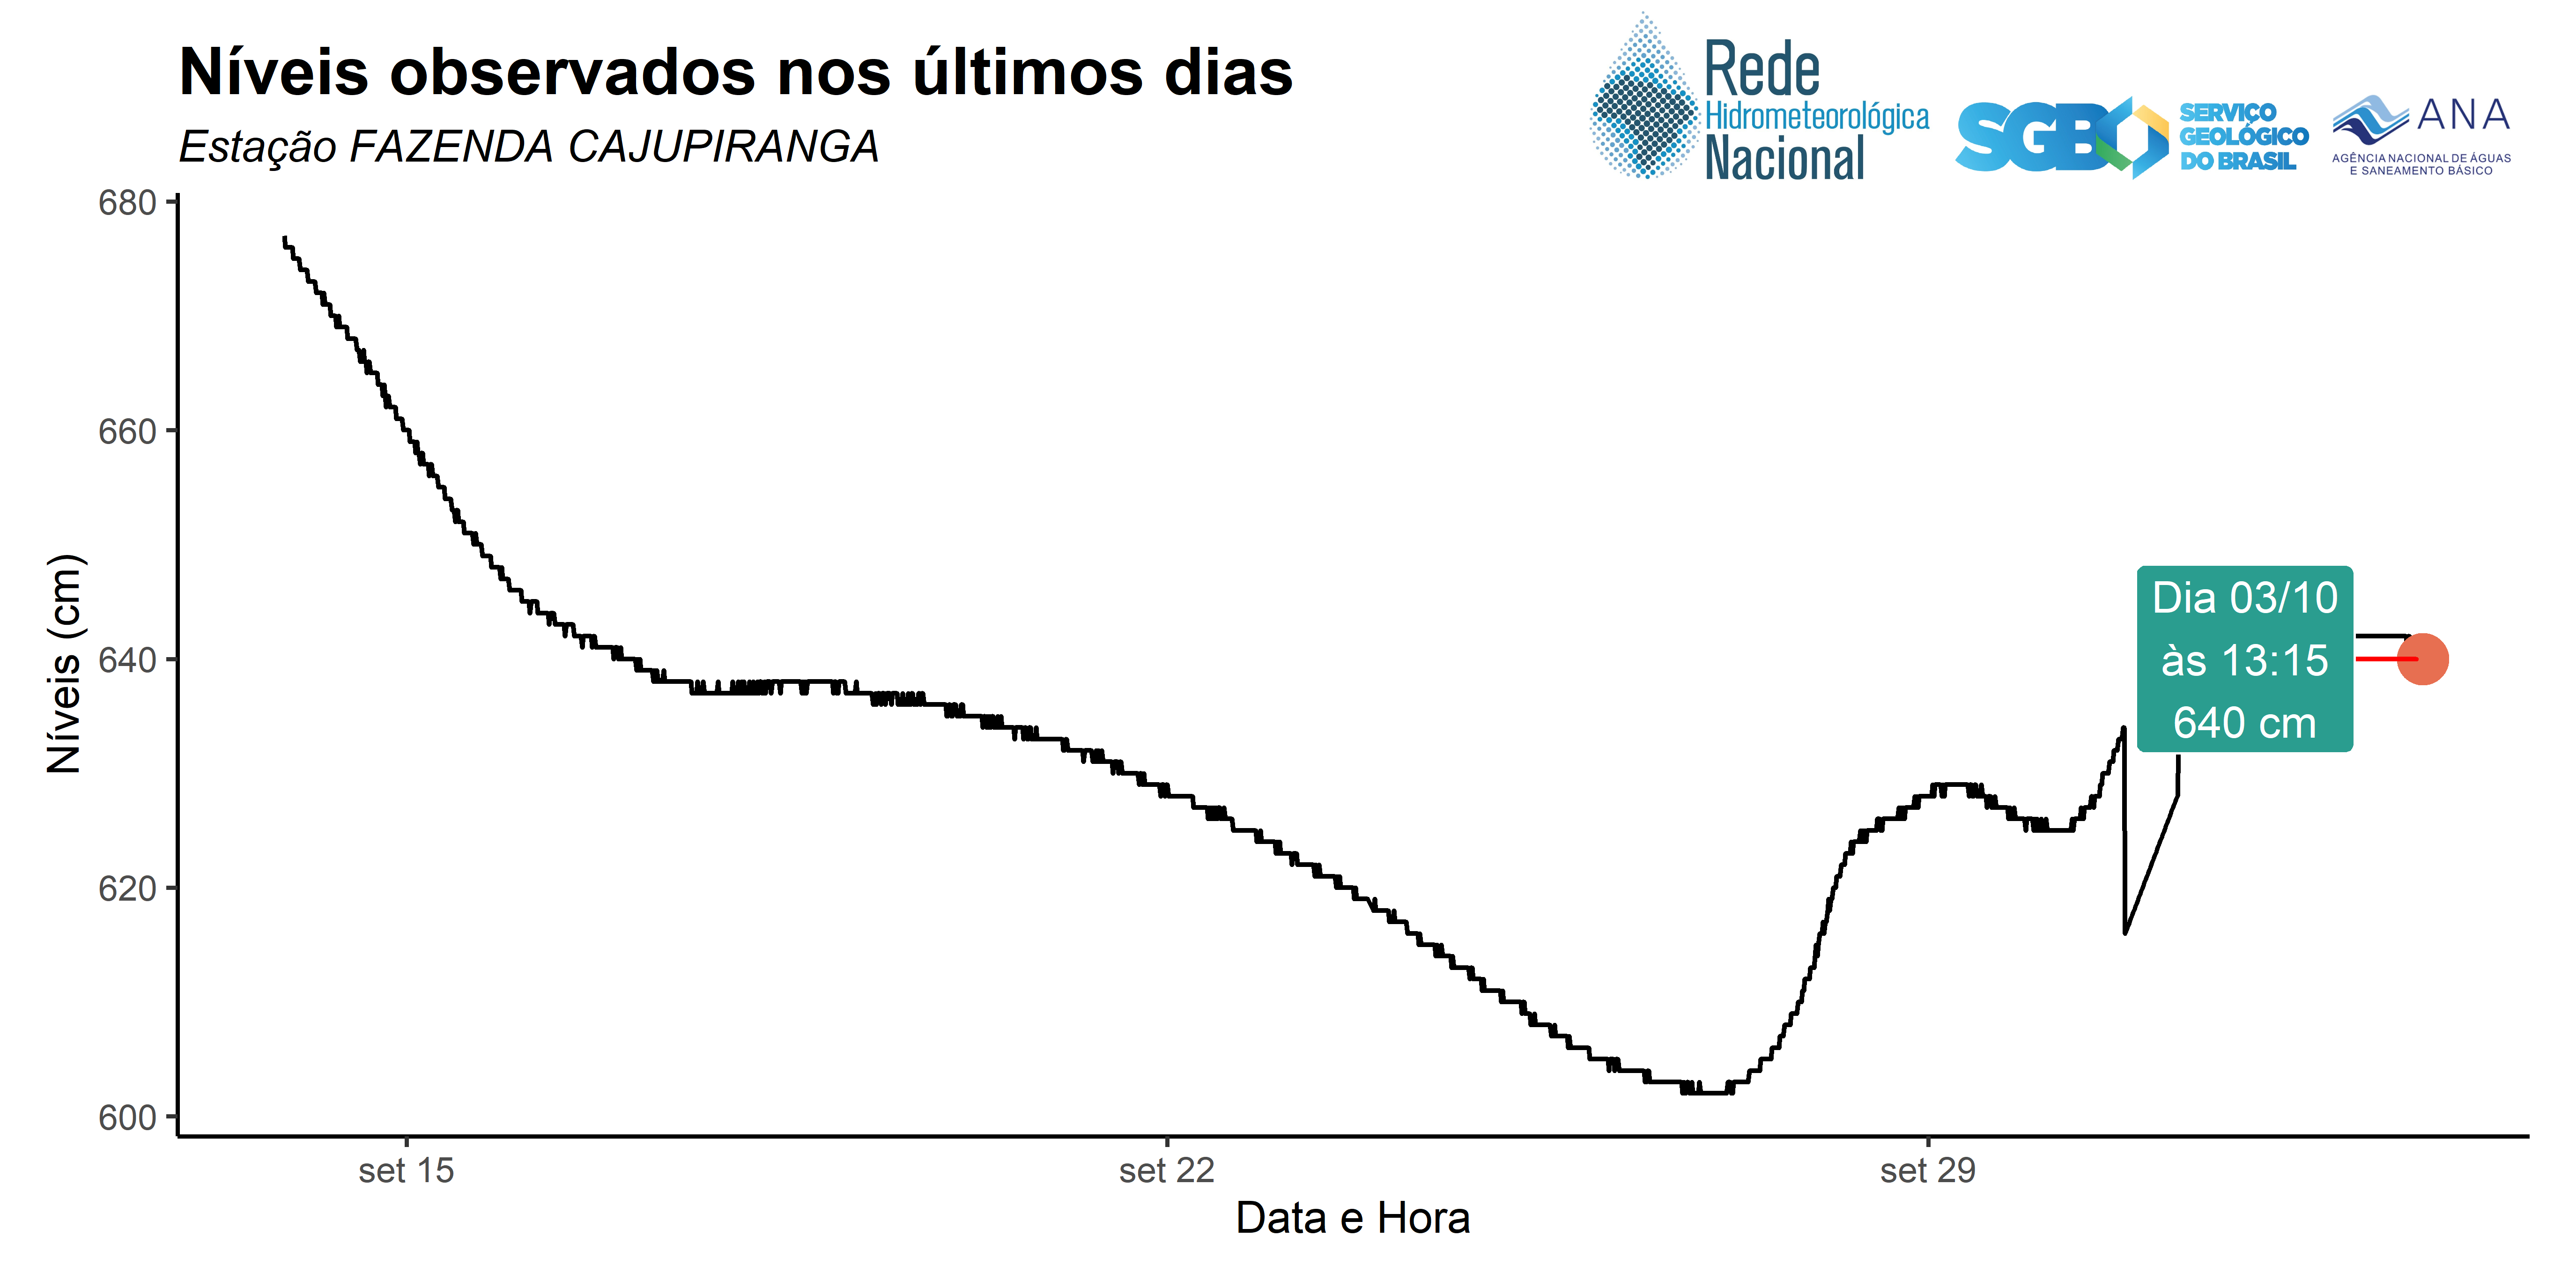 Níveis observados nos últimos dias
Estação FAZENDA CAJUPIRANGA
Rede
Hidrometeorológica
Nacional
SGB
SERVIÇO
GEOLÓGICO
DO BRASIL
ANA
AGÊNCIA NACIONAL DE ÁGUAS
E SANEAMENTO BÁSICO
Níveis (cm)
680
660
640
620
600
Dia 03/10
às 13:15
640 cm
set 15
set 22
set 29
Data e Hora